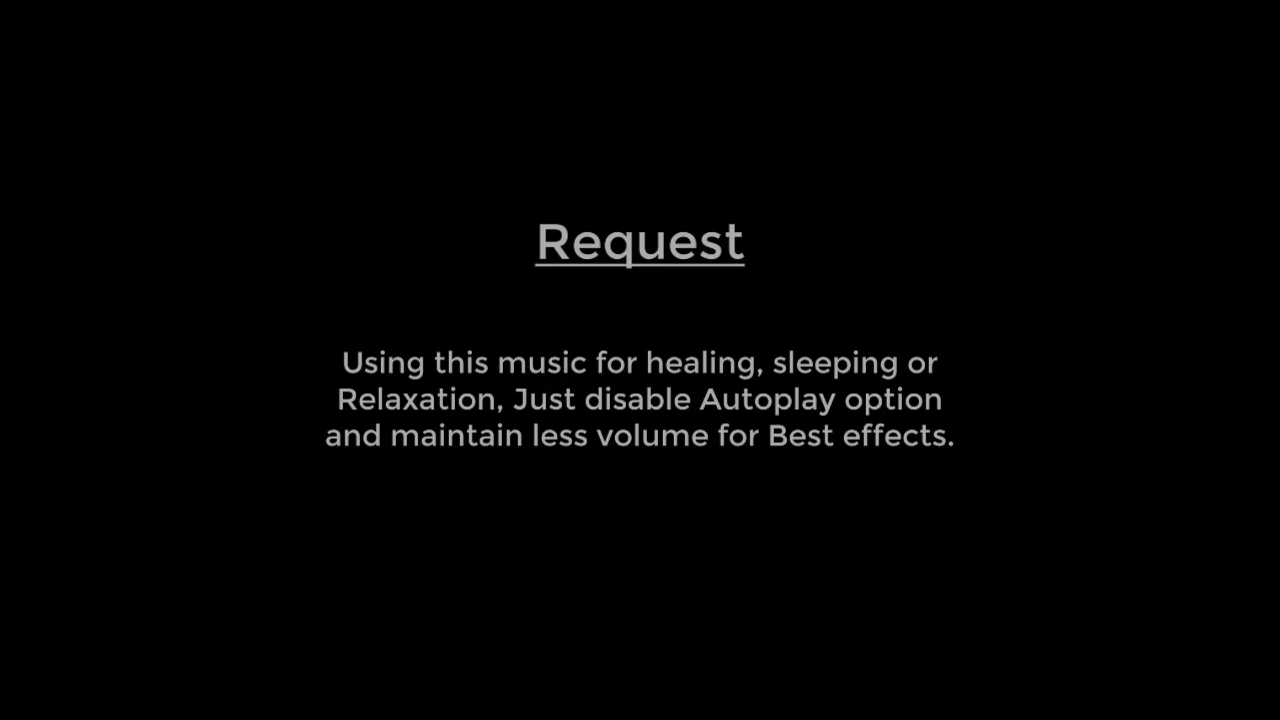 Request
Using this music for healing, sleeping or
Relaxation, Just disable Autoplay option
and maintain less volume for Best effects.